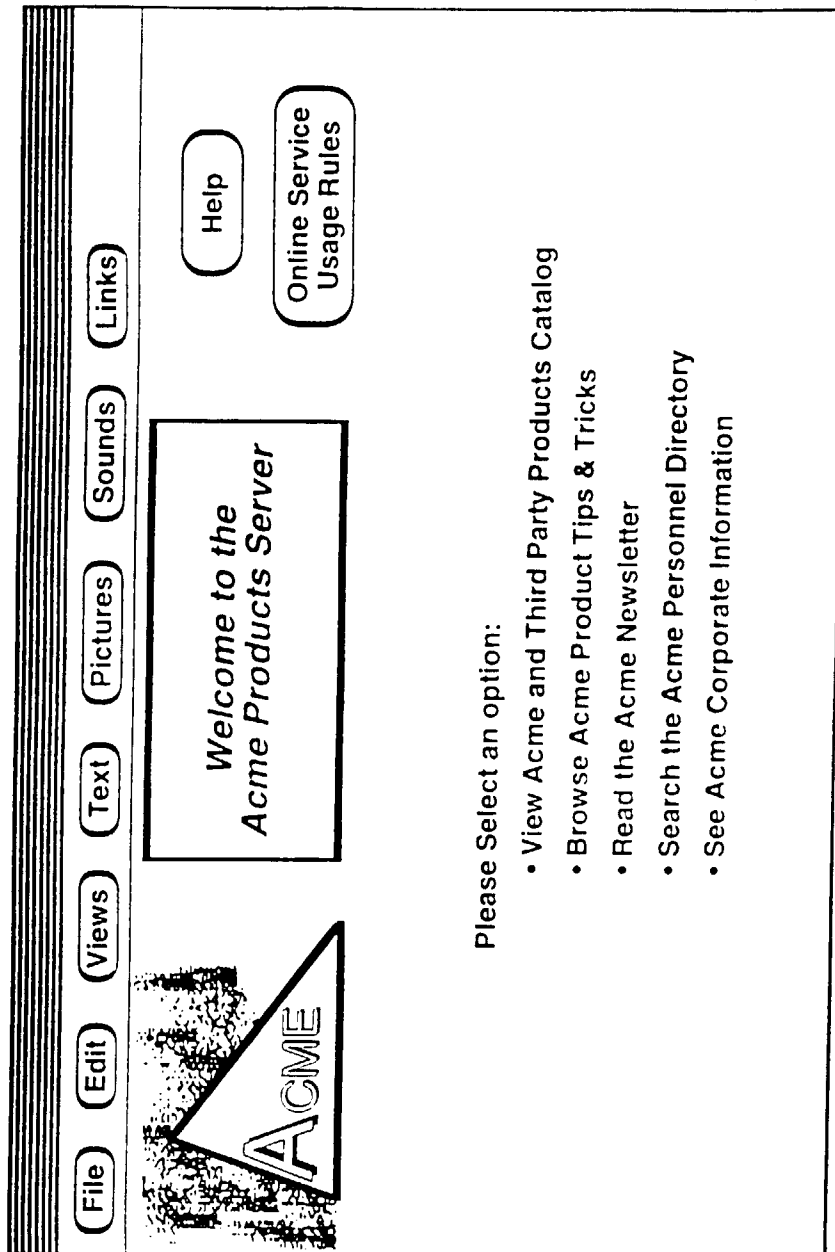 File Edit Views Text Pictures Sounds Links
ACME
Welcome to the
Acme Products Server
Help
Online Service
Usage Rules
Please Select an option:
• View Acme and Third Party Products Catalog
• Browse Acme Product Tips & Tricks
• Read the Acme Newsletter
• Search the Acme Personnel Directory
• See Acme Corporate Information